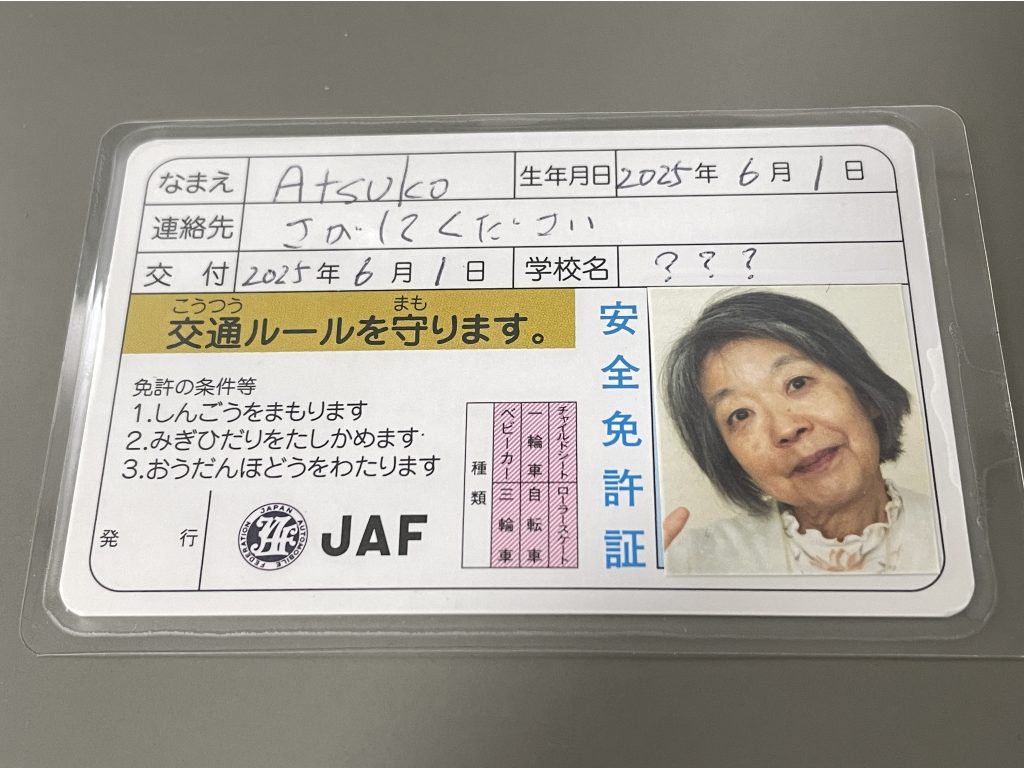 なまえ Atsuko 生年月日 2025年 6月 1日
連絡先 さがしてください
交付 2025年 6月 1日 学校名 ? ? ?
こうつう まも
交通ルールを守ります。
免許の条件等
1.しんごうをまもります
2.みぎひだりをたしかめます
3.おうだんほどうをわたります
発行
JAPAN AUTOMOBILE FEDERATION
JAF
JAF
種類
チャイルドシート
ローラースケート
一輪車
自転車
ベビーカー
三輪車
安全免許証